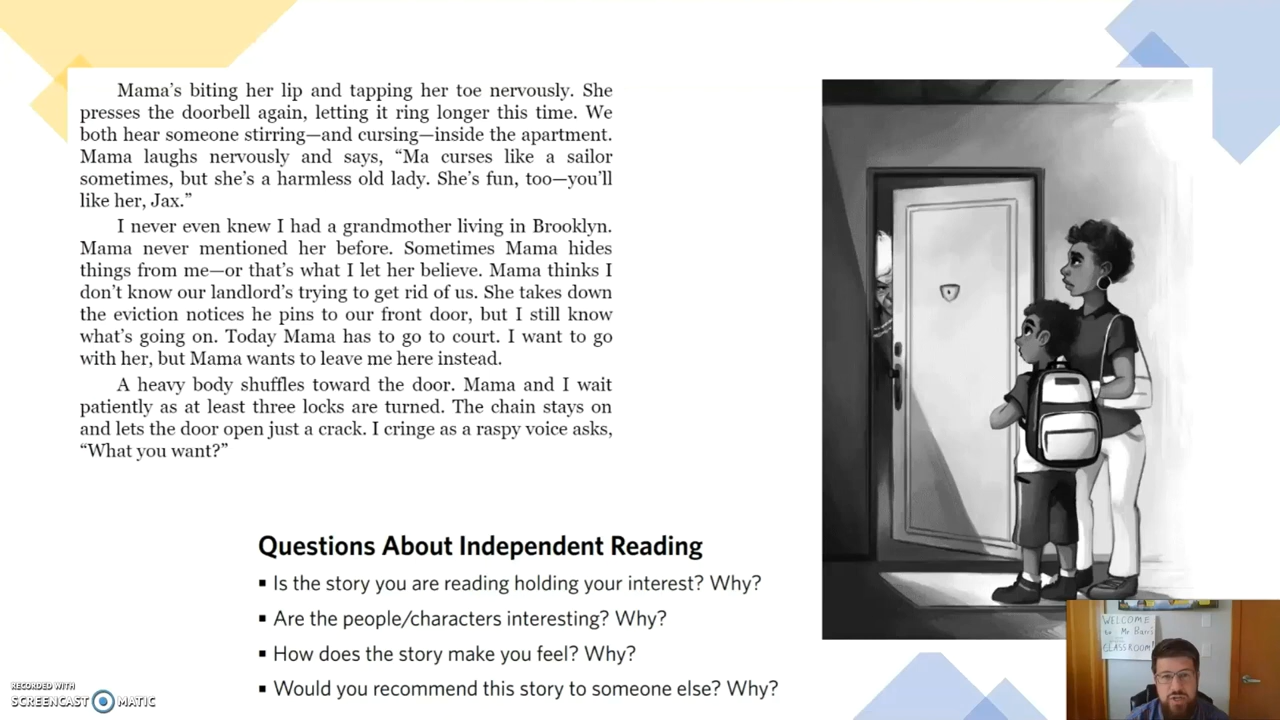 Mama’s biting her lip and tapping her toe nervously. She
presses the doorbell again, letting it ring longer this time. We
both hear someone stirring—and cursing—inside the apartment.
Mama laughs nervously and says, “Ma curses like a sailor
sometimes, but she’s a harmless old lady. She’s fun, too—you’ll
like her, Jax.”
I never even knew I had a grandmother living in Brooklyn.
Mama never mentioned her before. Sometimes Mama hides
things from me—or that’s what I let her believe. Mama thinks I
don’t know our landlord’s trying to get rid of us. She takes down
the eviction notices he pins to our front door, but I still know
what’s going on. Today Mama has to go to court. I want to go
with her, but Mama wants to leave me here instead.
A heavy body shuffles toward the door. Mama and I wait
patiently as at least three locks are turned. The chain stays on
and lets the door open just a crack. I cringe as a raspy voice asks,
“What you want?”
Questions About Independent Reading
▪ Is the story you are reading holding your interest? Why?
▪ Are the people/characters interesting? Why?
▪ How does the story make you feel? Why?
▪ Would you recommend this story to someone else? Why?
WELCOME
to Mr Barr's
CLASSROOM!
RECORDED WITH
SCREENCAST MATIC